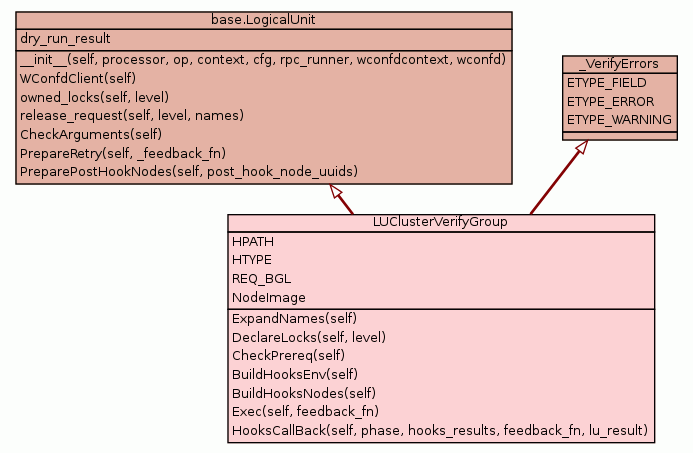 base.LogicalUnit
dry_run_result
__init__(self, processor, op, context, cfg, rpc_runner, wconfdcontext, wconfd)
WConfdClient(self)
owned_locks(self, level)
release_request(self, level, names)
CheckArguments(self)
PrepareRetry(self, _feedback_fn)
PreparePostHookNodes(self, post_hook_node_uuids)
_VerifyErrors
ETYPE_FIELD
ETYPE_ERROR
ETYPE_WARNING
LUClusterVerifyGroup
HPATH
HTYPE
REQ_BGL
NodeImage
ExpandNames(self)
DeclareLocks(self, level)
CheckPrereq(self)
BuildHooksEnv(self)
BuildHooksNodes(self)
Exec(self, feedback_fn)
HooksCallBack(self, phase, hooks_results, feedback_fn, lu_result)